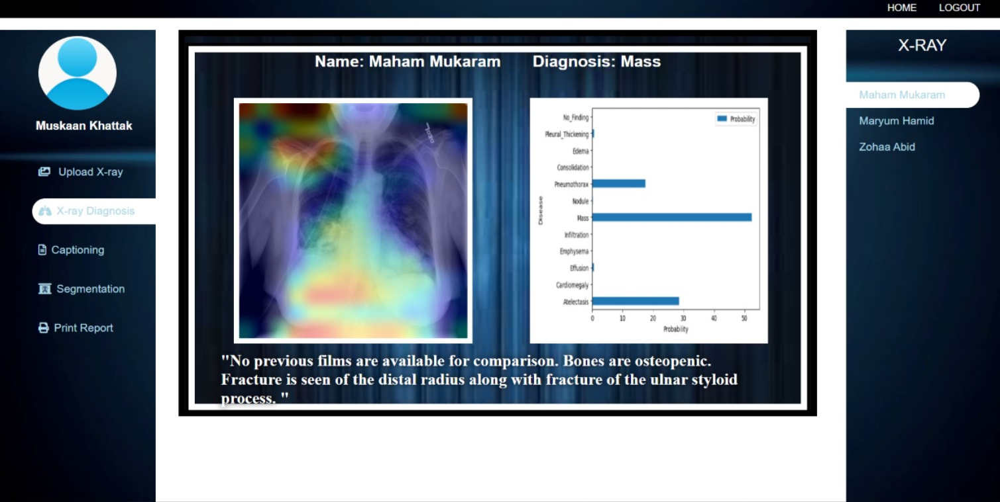 HOME LOGOUT
Muskaan Khattak
Upload X-ray
X-ray Diagnosis
Captioning
Segmentation
Print Report
Name: Maham Mukaram Diagnosis: Mass
No_Finding
Pleural_Thickening
Edema
Consolidation
Pneumothorax
Nodule
Mass
Infiltration
Emphysema
Effusion
Cardiomegaly
Atelectasis
Disease
Probability
0 10 20 30 40 50
Probability
"No previous films are available for comparison. Bones are osteopenic.
Fracture is seen of the distal radius along with fracture of the ulnar styloid
process. "
X-RAY
Maham Mukaram
Maryum Hamid
Zohaa Abid